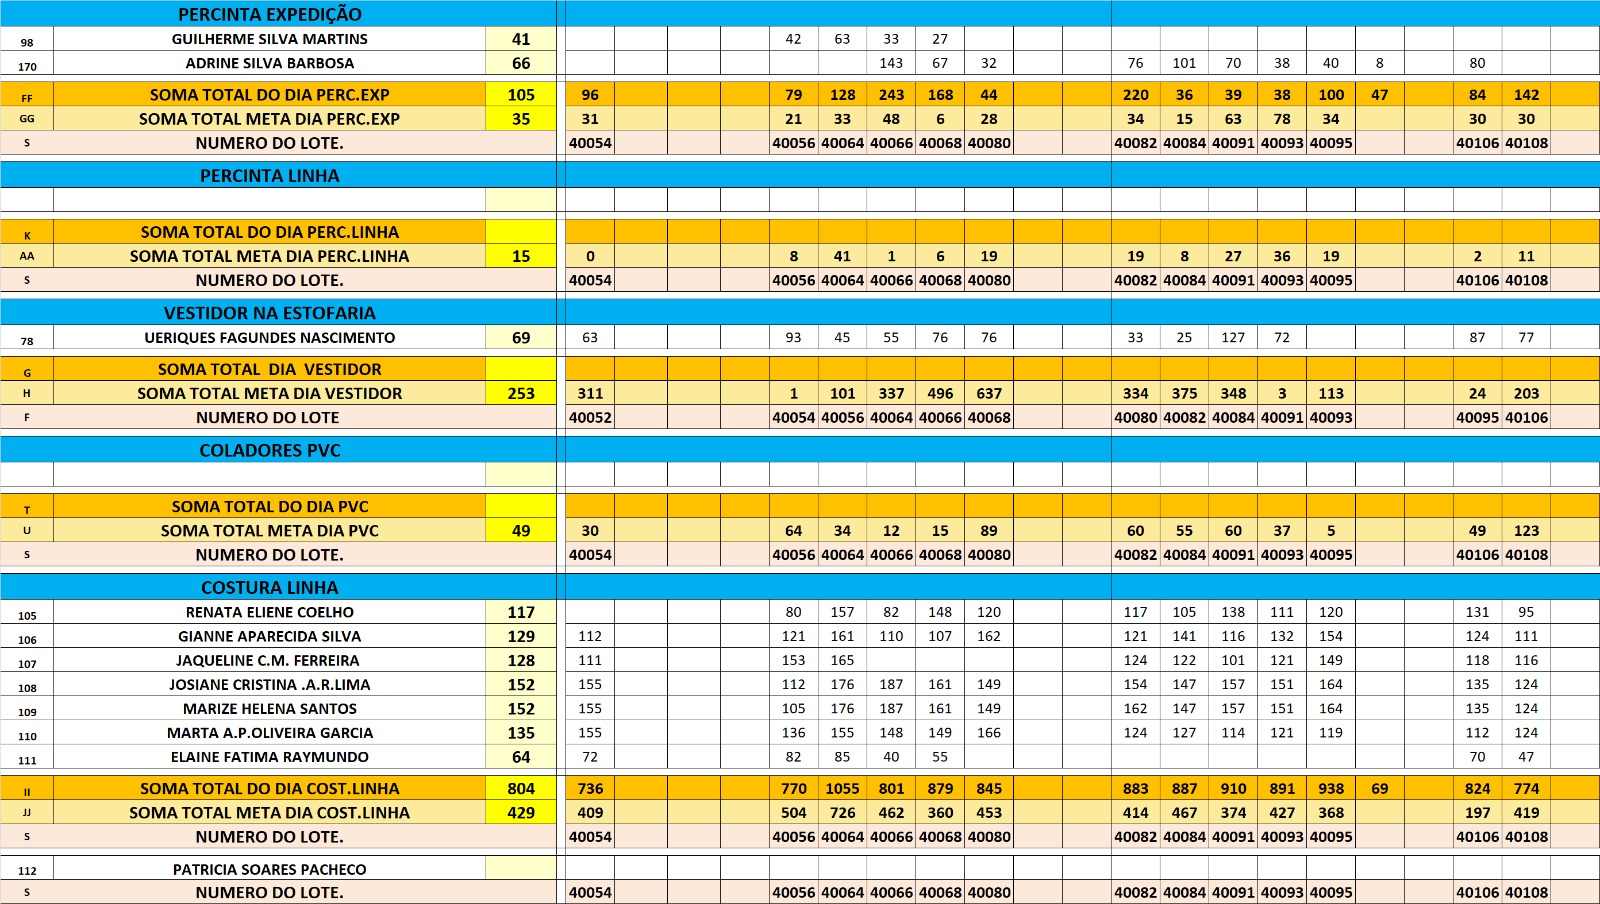 PERCINTA EXPEDIÇÃO
98 GUILHERME SILVA MARTINS 41 42 63 33 27
170 ADRINE SILVA BARBOSA 66 143 67 32 76 101 70 38 40 8 80
FF SOMA TOTAL DO DIA PERC.EXP 105 96 79 128 243 168 44 220 36 39 38 100 47 84 142
GG SOMA TOTAL META DIA PERC.EXP 35 31 21 33 48 6 28 34 15 63 78 34 30 30
S NUMERO DO LOTE. 40054 40056 40064 40066 40068 40080 40082 40084 40091 40093 40095 40106 40108
PERCINTA LINHA
K SOMA TOTAL DO DIA PERC.LINHA
AA SOMA TOTAL META DIA PERC.LINHA 15 0 8 41 1 6 19 19 8 27 36 19 2 11
S NUMERO DO LOTE. 40054 40056 40064 40066 40068 40080 40082 40084 40091 40093 40095 40106 40108
VESTIDOR NA ESTOFARIA
78 UERIQUES FAGUNDES NASCIMENTO 69 63 93 45 55 76 76 33 25 127 72 87 77
G SOMA TOTAL DIA VESTIDOR
H SOMA TOTAL META DIA VESTIDOR 253 311 1 101 337 496 637 334 375 348 3 113 24 203
F NUMERO DO LOTE 40052 40054 40056 40064 40066 40068 40080 40082 40084 40091 40093 40095 40106
COLADORES PVC
T SOMA TOTAL DO DIA PVC
U SOMA TOTAL META DIA PVC 49 30 64 34 12 15 89 60 55 60 37 5 49 123
S NUMERO DO LOTE. 40054 40056 40064 40066 40068 40080 40082 40084 40091 40093 40095 40106 40108
COSTURA LINHA
105 RENATA ELIENE COELHO 117 80 157 82 148 120 117 105 138 111 120 131 95
106 GIANNE APARECIDA SILVA 129 112 121 161 110 107 162 121 141 116 132 154 124 111
107 JAQUELINE C.M. FERREIRA 128 111 153 165 124 122 101 121 149 118 116
108 JOSIANE CRISTINA .A.R.LIMA 152 155 112 176 187 161 149 154 147 157 151 164 135 124
109 MARIZE HELENA SANTOS 152 155 105 176 187 161 149 162 147 157 151 164 135 124
110 MARTA A.P.OLIVEIRA GARCIA 135 155 136 155 148 149 166 124 127 114 121 119 112 124
111 ELAINE FATIMA RAYMUNDO 64 72 82 85 40 55 70 47
II SOMA TOTAL DO DIA COST.LINHA 804 736 770 1055 801 879 845 883 887 910 891 938 69 824 774
JJ SOMA TOTAL META DIA COST.LINHA 429 409 504 726 462 360 453 414 467 374 427 368 197 419
S NUMERO DO LOTE. 40054 40056 40064 40066 40068 40080 40082 40084 40091 40093 40095 40106 40108
112 PATRICIA SOARES PACHECO
S NUMERO DO LOTE. 40054 40056 40064 40066 40068 40080 40082 40084 40091 40093 40095 40106 40108